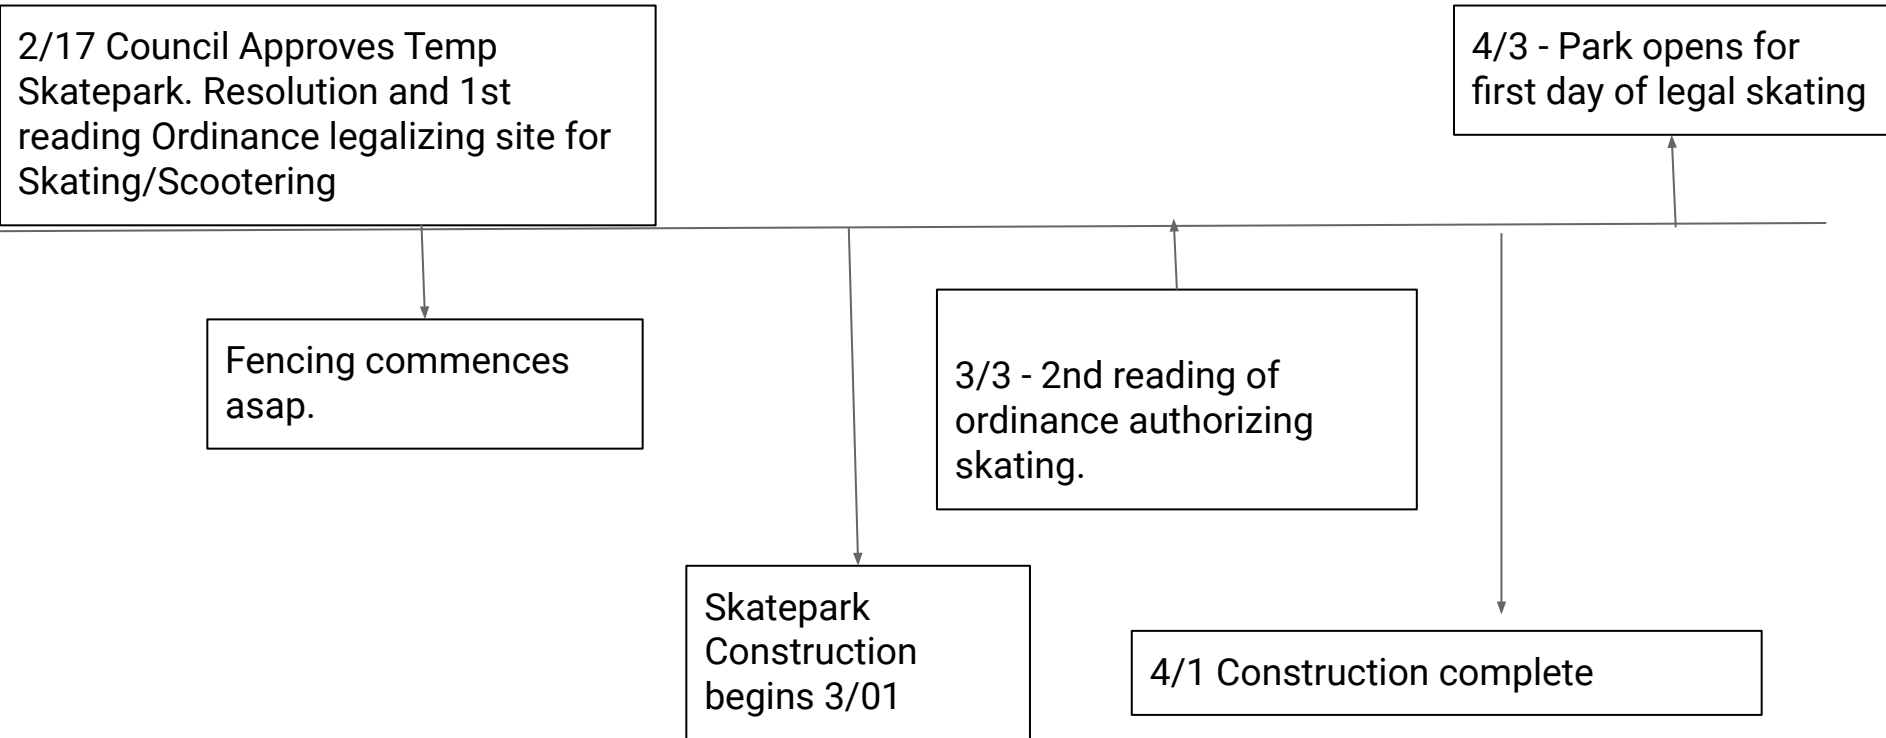 2/17 Council Approves Temp
Skatepark. Resolution and 1st
reading Ordinance legalizing site for
Skating/Scootering
4/3 - Park opens for
first day of legal skating
Fencing commences
asap.
3/3 - 2nd reading of
ordinance authorizing
skating.
Skatepark
Construction
begins 3/01
4/1 Construction complete